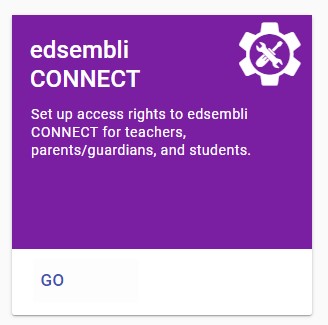 edsembli
CONNECT
Set up access rights to edsembli
CONNECT for teachers,
parents/guardians, and students.
GO